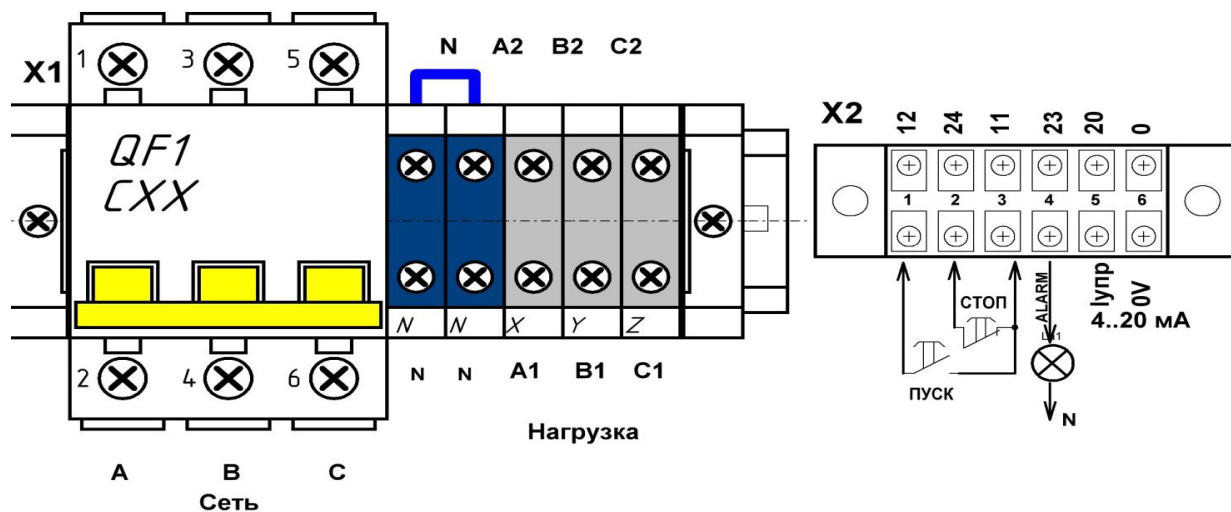 X1
1 3 5
QF1
CXX
2 4 6
A B C
Сеть
N A2 B2 C2
N N X Y Z
N N A1 B1 C1
Нагрузка
X2
12 24 11 23 20 0
1 2 3 4 5 6
СТОП
ПУСК
ALARM
N
Iупр 0V
4..20 мА